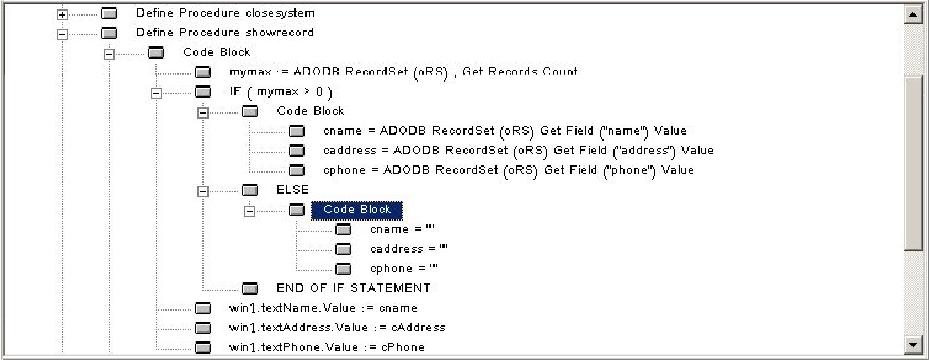 Define Procedure closesystem
Define Procedure showrecord
Code Block
mymax := ADODB RecordSet (oRS) , Get Records Count
IF ( mymax > 0 )
Code Block
cname = ADODB RecordSet (oRS) Get Field ("name") Value
caddress = ADODB RecordSet (oRS) Get Field ("address") Value
cphone = ADODB RecordSet (oRS) Get Field ("phone") Value
ELSE
Code Block
cname = ""
caddress = ""
cphone = ""
END OF IF STATEMENT
win1.textName.Value := cname
win1.textAddress.Value := cAddress
win1.textPhone.Value := cPhone